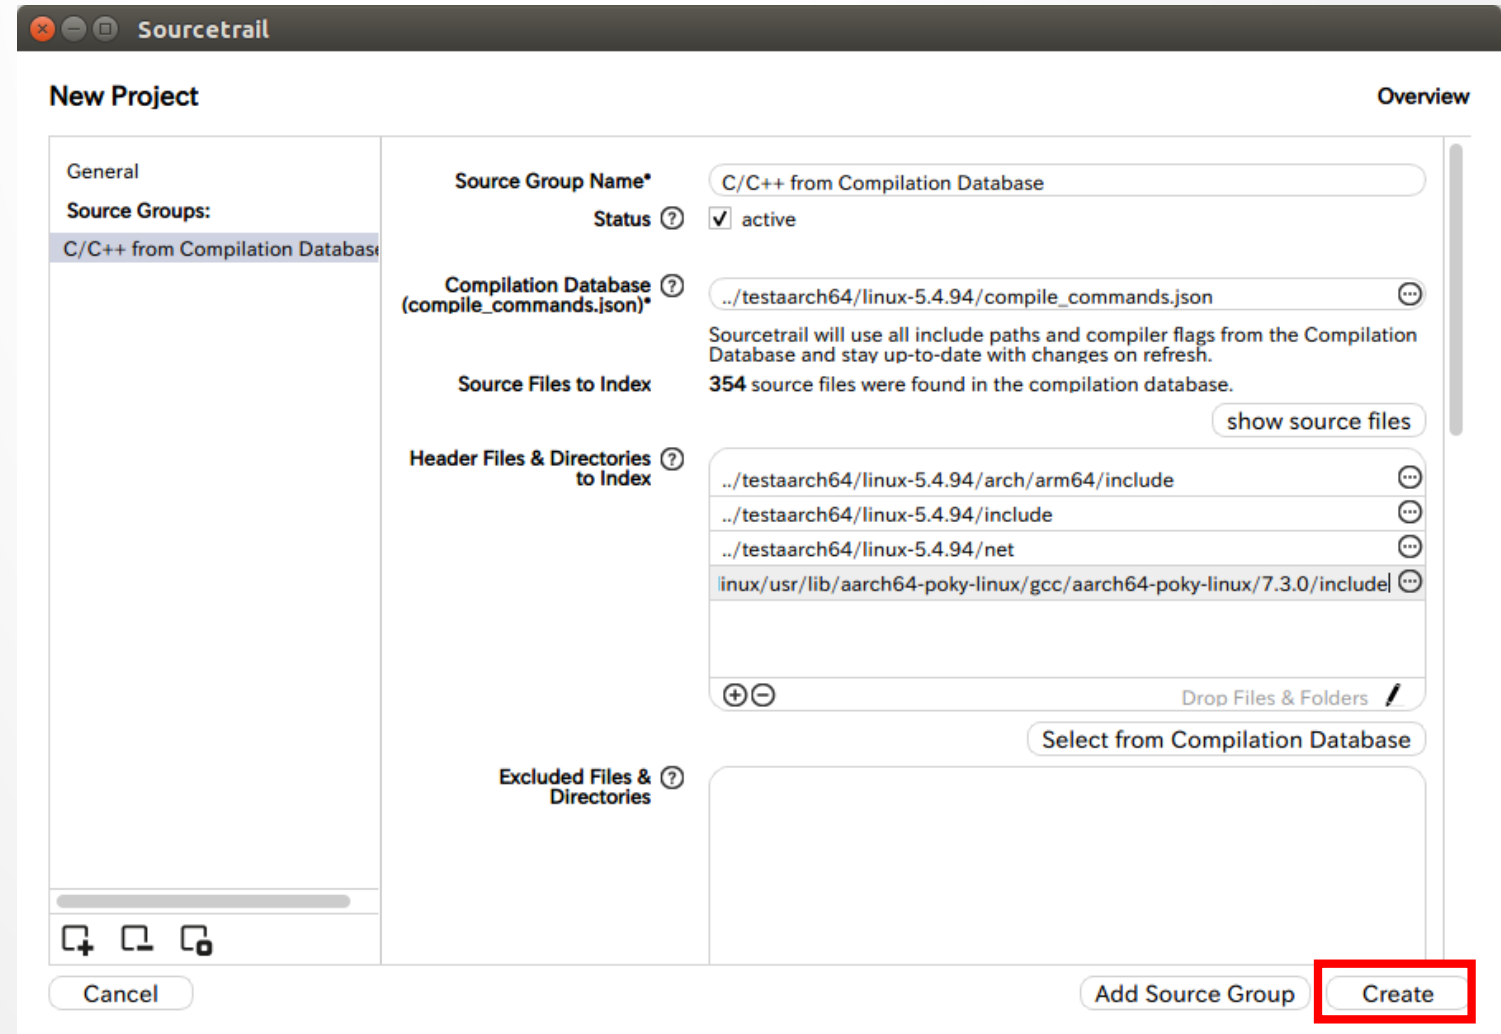 Sourcetrail
New Project
Overview
General
Source Groups:
C/C++ from Compilation Database
Source Group Name*
C/C++ from Compilation Database
Status ?
active
Compilation Database ?
(compile_commands.json)*
../testaarch64/linux-5.4.94/compile_commands.json
Sourcetrail will use all include paths and compiler flags from the Compilation
Database and stay up-to-date with changes on refresh.
Source Files to Index
354 source files were found in the compilation database.
show source files
Header Files & Directories ?
to Index
../testaarch64/linux-5.4.94/arch/arm64/include
../testaarch64/linux-5.4.94/include
../testaarch64/linux-5.4.94/net
linux/usr/lib/aarch64-poky-linux/gcc/aarch64-poky-linux/7.3.0/include
Drop Files & Folders
Select from Compilation Database
Excluded Files & ?
Directories
Cancel
Add Source Group
Create